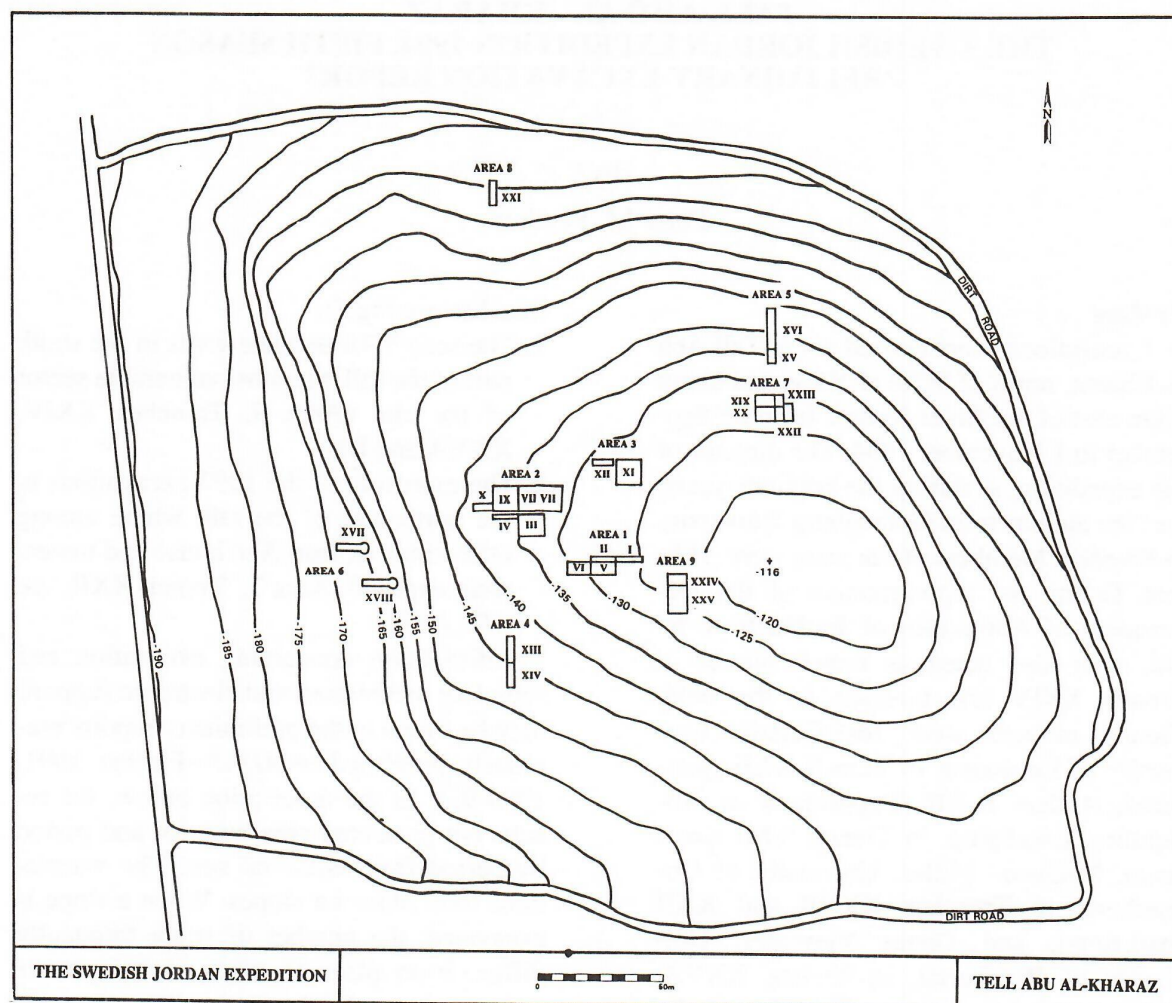 N
AREA 8
XXI
DIRT ROAD
AREA 5
XVI
XV
AREA 7
XIX
XXIII
XX
XXII
AREA 3
XII
XI
AREA 2
X
IX
VII
VII
IV
III
AREA 1
II
I
VI
V
XVII
AREA 6
XVIII
AREA 9
XXIV
XXV
-116
AREA 4
XIII
XIV
-190
-185
-180
-175
-170
-165
-160
-155
-150
-145
-140
-135
-130
-125
-120
DIRT ROAD
THE SWEDISH JORDAN EXPEDITION
0
50m
TELL ABU AL-KHARAZ